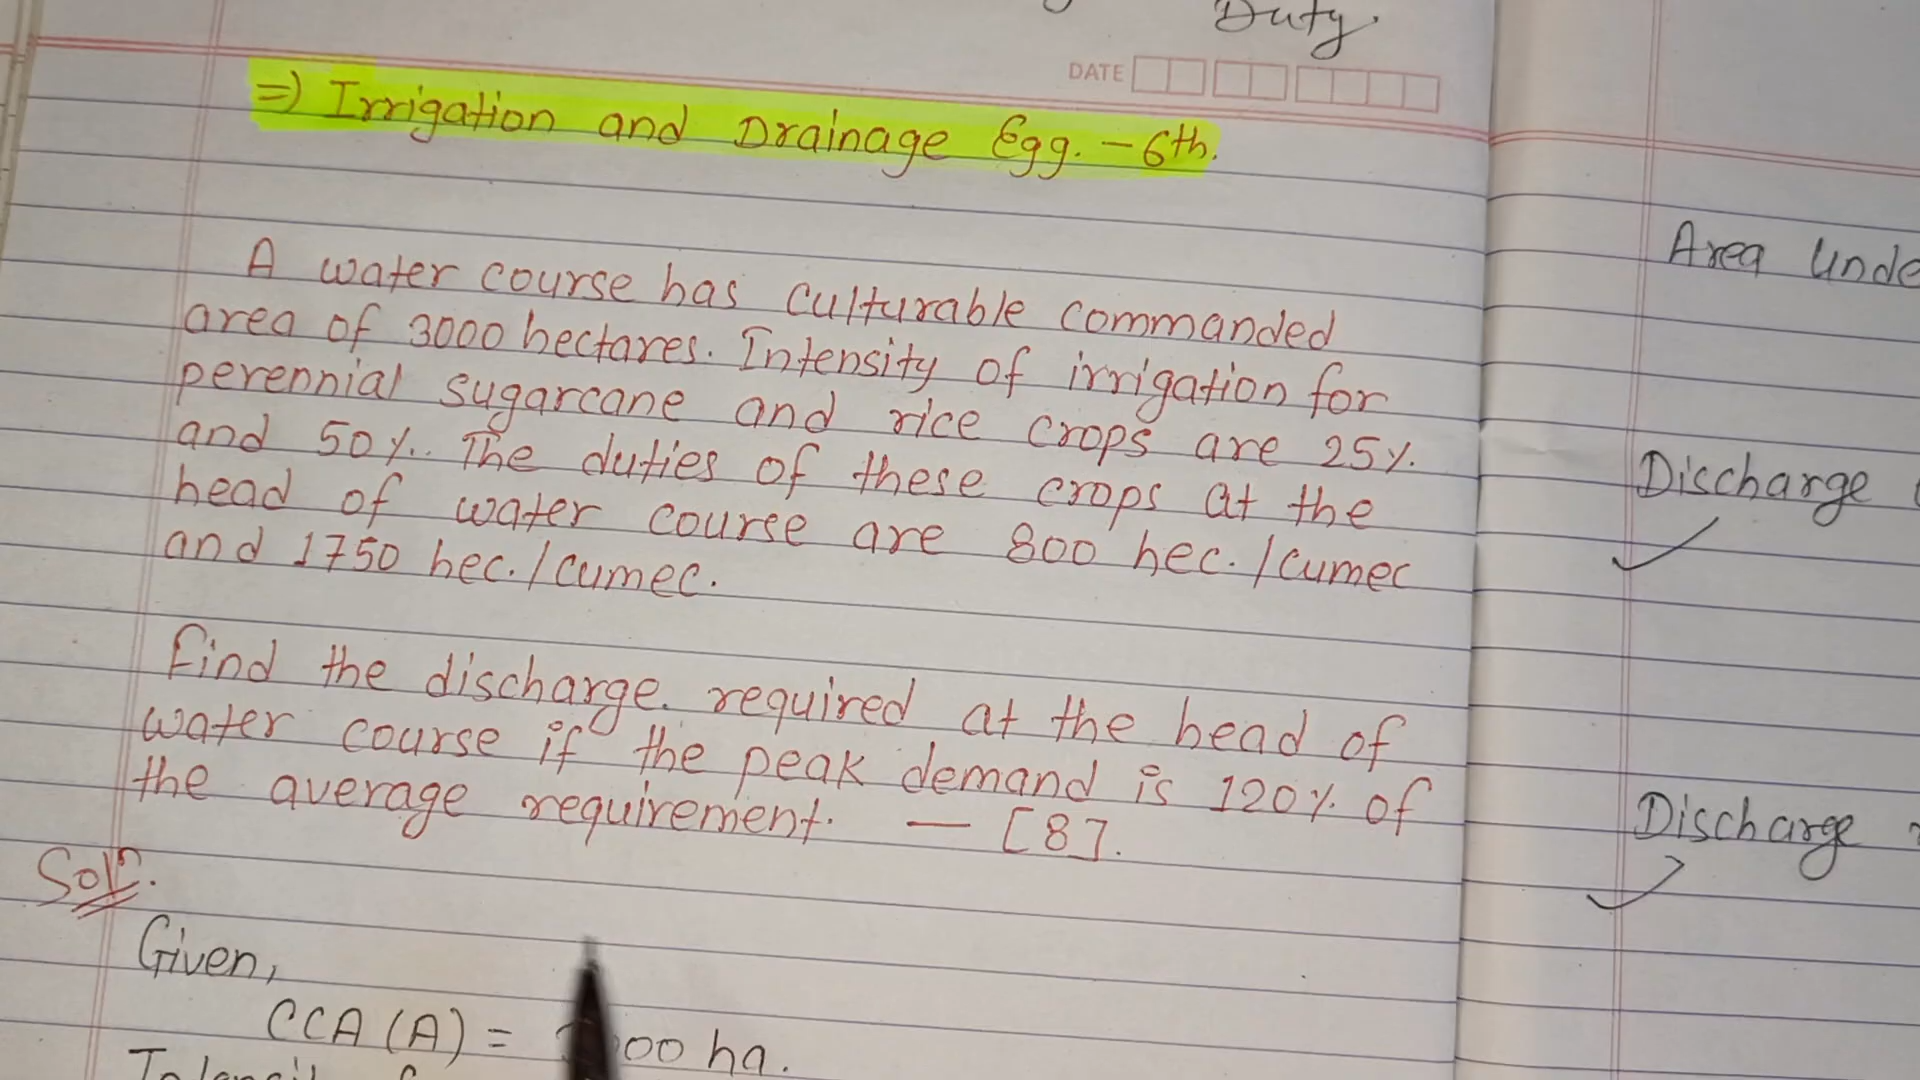 Duty
DATE
=) Irrigation and Drainage Egg. - 6th.
A water course has culturable commanded
area of 3000 hectares. Intensity of irrigation for
perennial sugarcane and rice crops are 25%.
and 50%. The duties of these crops at the
head of water course are 800 hec./cumec
and 1750 hec./cumec.
Find the discharge required at the head of
water course if the peak demand is 120% of
the average requirement. — [8].
Soln.
Given,
CCA (A) = 3000 ha.
Area Unde
Discharge
Discharge